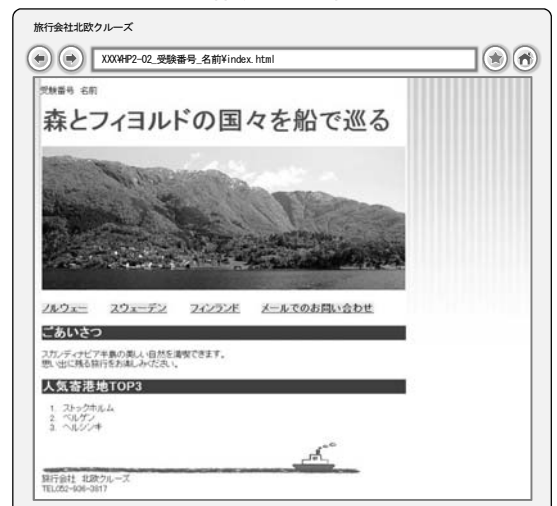 旅行会社北欧クルーズ
XXX¥HP2-02_受験番号_名前¥index.html
受験番号 名前
森とフィヨルドの国々を船で巡る
ノルウェー スウェーデン フィンランド メールでのお問い合わせ
ごあいさつ
スカンディナビア半島の美しい自然を満喫できます。
思い出に残る旅行をお楽しみください。
人気寄港地TOP3
1. ストックホルム
2. ベルゲン
3. ヘルシンキ
旅行会社 北欧クルーズ
TEL052-936-3817